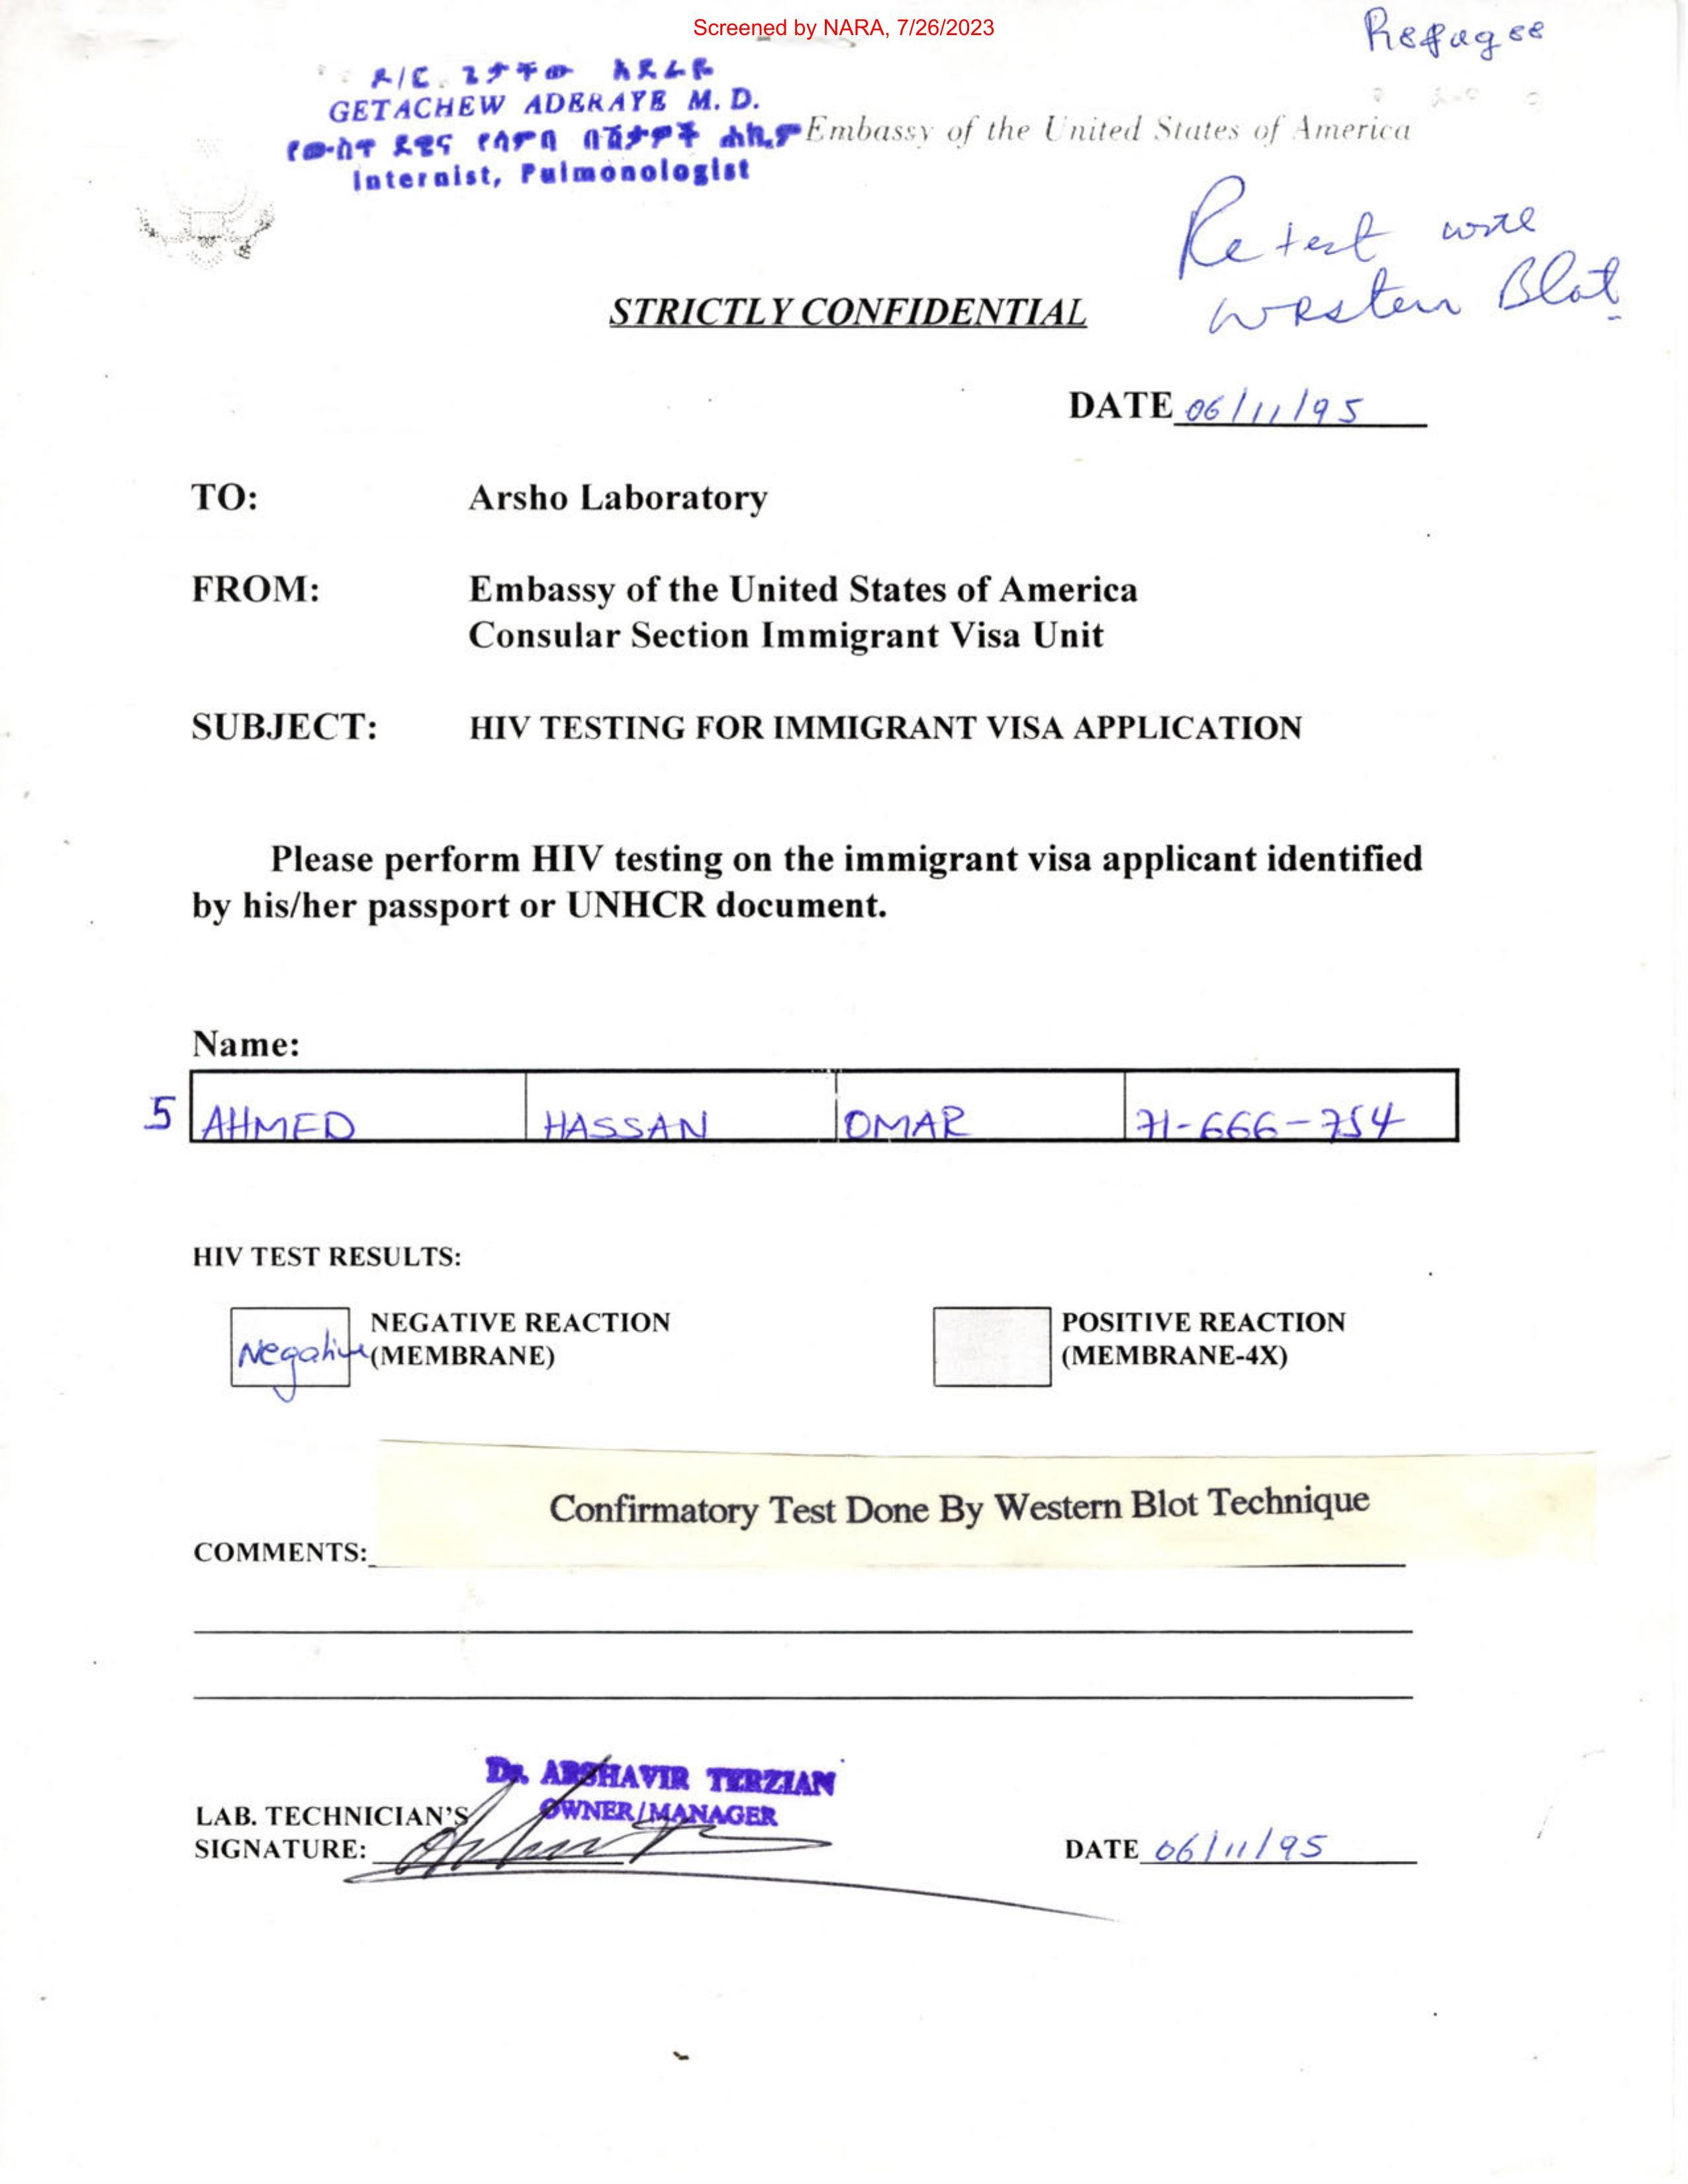 Screened by NARA, 7/26/2023
Refugee
ዶ/ር. ጌታቸው አደራዬ
GETACHEW ADERAYE M. D.
የውስጥ ደዌና የሳምባ በሽታዎች ሐኪም
Internist, Pulmonologist
Embassy of the United States of America
Retest
western Blot
STRICTLY CONFIDENTIAL
DATE 06/11/95
TO: Arsho Laboratory
FROM: Embassy of the United States of America
Consular Section Immigrant Visa Unit
SUBJECT: HIV TESTING FOR IMMIGRANT VISA APPLICATION
Please perform HIV testing on the immigrant visa applicant identified
by his/her passport or UNHCR document.
Name:
5 AHMED HASSAN OMAR 71-666-754
HIV TEST RESULTS:
Negative NEGATIVE REACTION (MEMBRANE)
POSITIVE REACTION (MEMBRANE-4X)
Confirmatory Test Done By Western Blot Technique
COMMENTS:
Dr. ARSHAVIR TERZIAN
OWNER/MANAGER
LAB. TECHNICIAN'S
SIGNATURE:
DATE 06/11/95